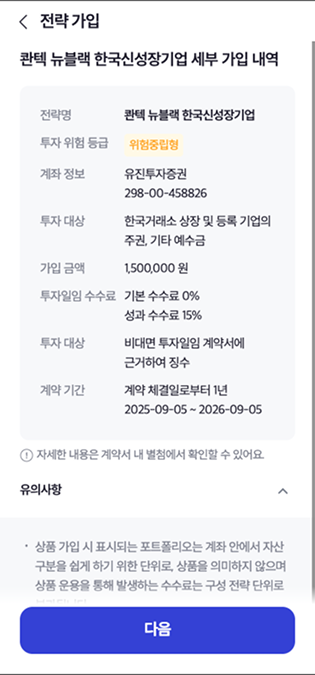 전략 가입
콴텍 뉴블랙 한국신성장기업 세부 가입 내역
전략명 콴텍 뉴블랙 한국신성장기업
투자 위험 등급 위험중립형
계좌 정보 유진투자증권
298-00-458826
투자 대상 한국거래소 상장 및 등록 기업의
주권, 기타 예수금
가입 금액 1,500,000 원
투자일임 수수료 기본 수수료 0%
성과 수수료 15%
투자 대상 비대면 투자일임 계약서에
근거하여 징수
계약 기간 계약 체결일로부터 1년
2025-09-05 ~ 2026-09-05
자세한 내용은 계약서 내 별첨에서 확인할 수 있어요.
유의사항
· 상품 가입 시 표시되는 포트폴리오는 계좌 안에서 자산
구분을 쉽게 하기 위한 단위로, 상품을 의미하지 않으며
상품 운용을 통해 발생하는 수수료는 구성 전략 단위로
다음